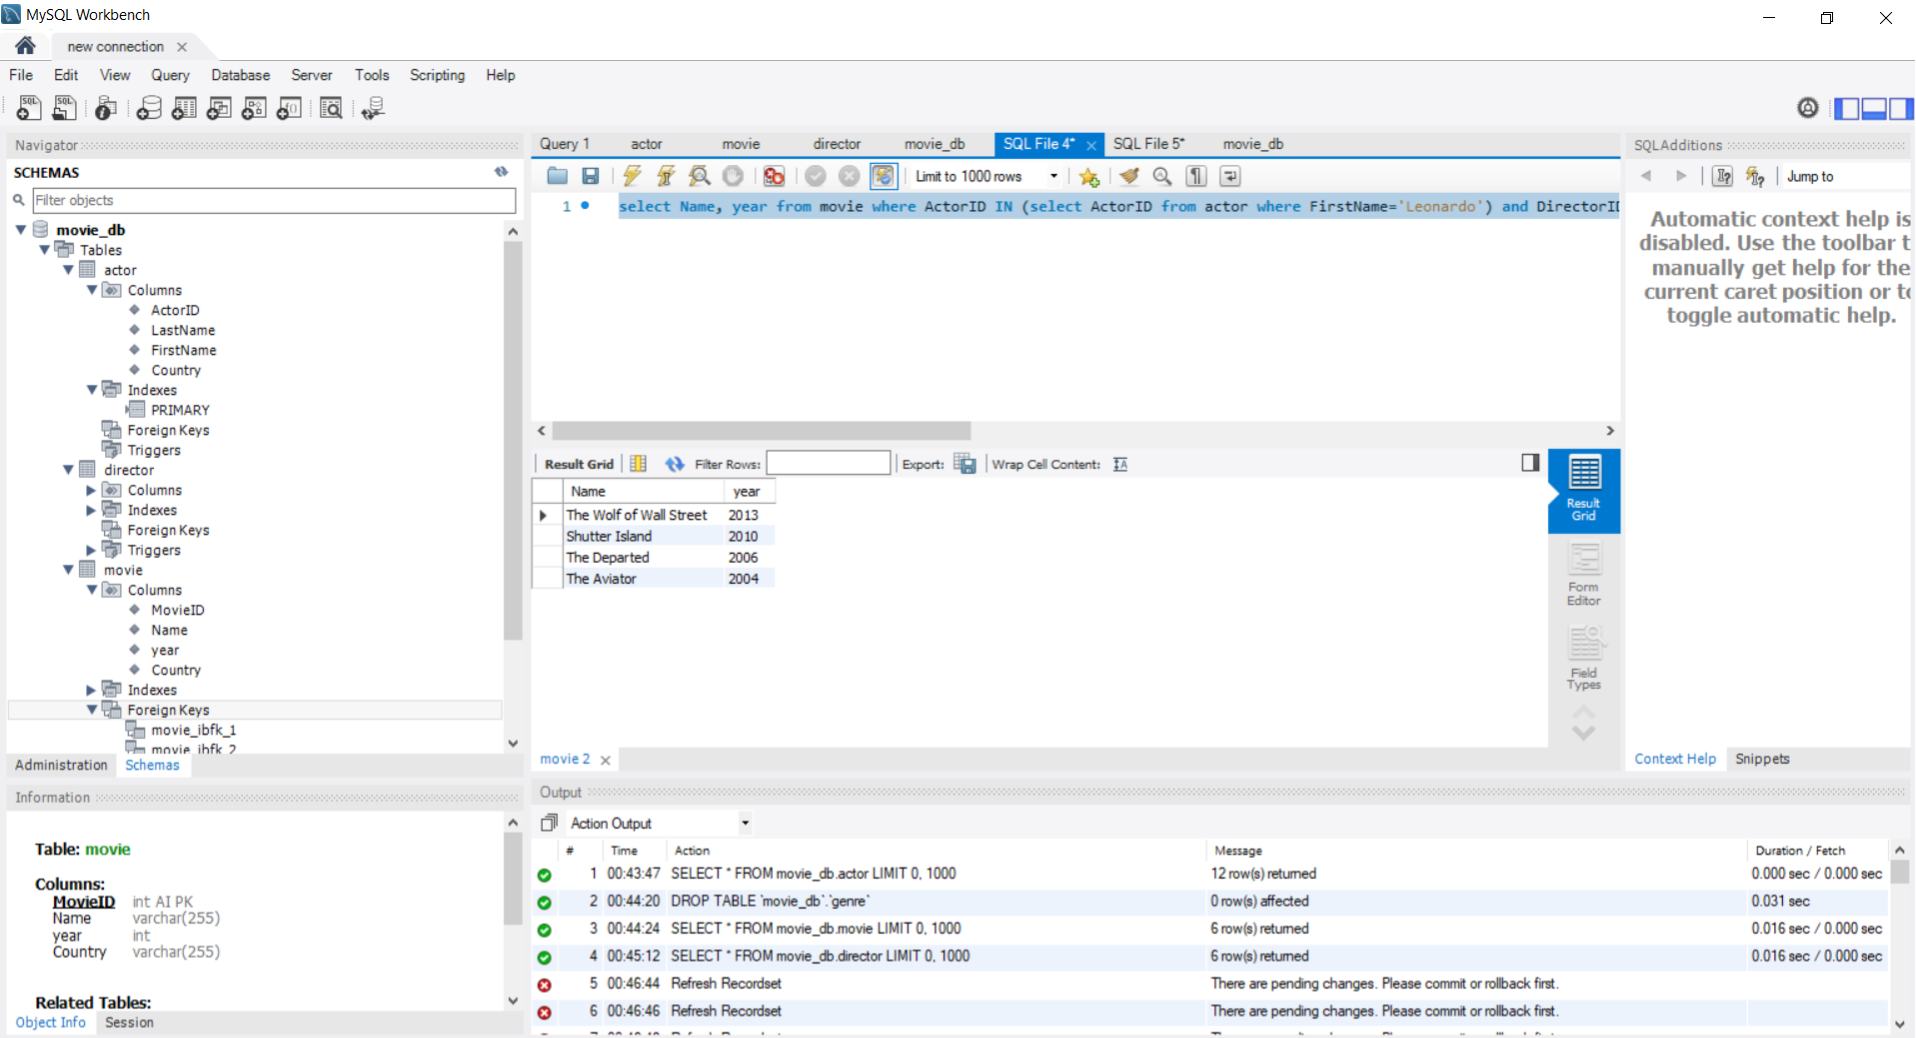 MySQL Workbench
new connection
File Edit View Query Database Server Tools Scripting Help
Navigator
SCHEMAS
Filter objects
movie_db
Tables
actor
Columns
ActorID
LastName
FirstName
Country
Indexes
PRIMARY
Foreign Keys
Triggers
director
Columns
Indexes
Foreign Keys
Triggers
movie
Columns
MovieID
Name
year
Country
Indexes
Foreign Keys
movie_ibfk_1
movie_ibfk_2
Administration Schemas
Information
Table: movie
Columns:
MovieID int AI PK
Name varchar(255)
year int
Country varchar(255)
Related Tables:
Object Info Session
Query 1 actor movie director movie_db SQL File 4* SQL File 5* movie_db
Limit to 1000 rows
1 select Name, year from movie where ActorID IN (select ActorID from actor where FirstName='Leonardo') and DirectorID
Result Grid Filter Rows: Export: Wrap Cell Content:
Name year
The Wolf of Wall Street 2013
Shutter Island 2010
The Departed 2006
The Aviator 2004
Result
Grid
Form
Editor
Field
Types
movie 2
SQLAdditions
Jump to
Automatic context help is
disabled. Use the toolbar t
manually get help for the
current caret position or to
toggle automatic help.
Context Help Snippets
Output
Action Output
# Time Action Message Duration / Fetch
1 00:43:47 SELECT * FROM movie_db.actor LIMIT 0, 1000 12 row(s) returned 0.000 sec / 0.000 sec
2 00:44:20 DROP TABLE `movie_db`.`genre` 0 row(s) affected 0.031 sec
3 00:44:24 SELECT * FROM movie_db.movie LIMIT 0, 1000 6 row(s) returned 0.016 sec / 0.000 sec
4 00:45:12 SELECT * FROM movie_db.director LIMIT 0, 1000 6 row(s) returned 0.016 sec / 0.000 sec
5 00:46:44 Refresh Recordset There are pending changes. Please commit or rollback first.
6 00:46:46 Refresh Recordset There are pending changes. Please commit or rollback first.